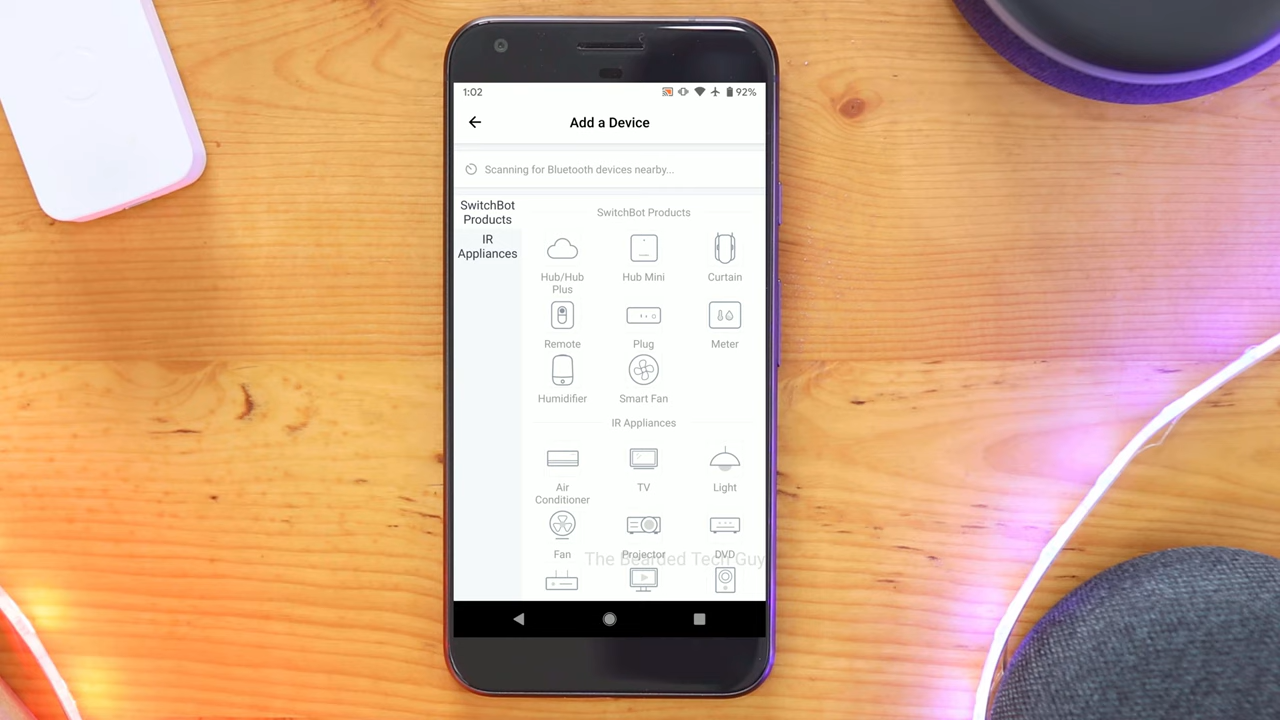 1:02
92%
Add a Device
Scanning for Bluetooth devices nearby...
SwitchBot
Products
IR
Appliances
SwitchBot Products
Hub/Hub
Plus
Hub Mini
Curtain
Remote
Plug
Meter
Humidifier
Smart Fan
IR Appliances
Air
Conditioner
TV
Light
Fan
Projector
DVD
The Bearded Tech Guy